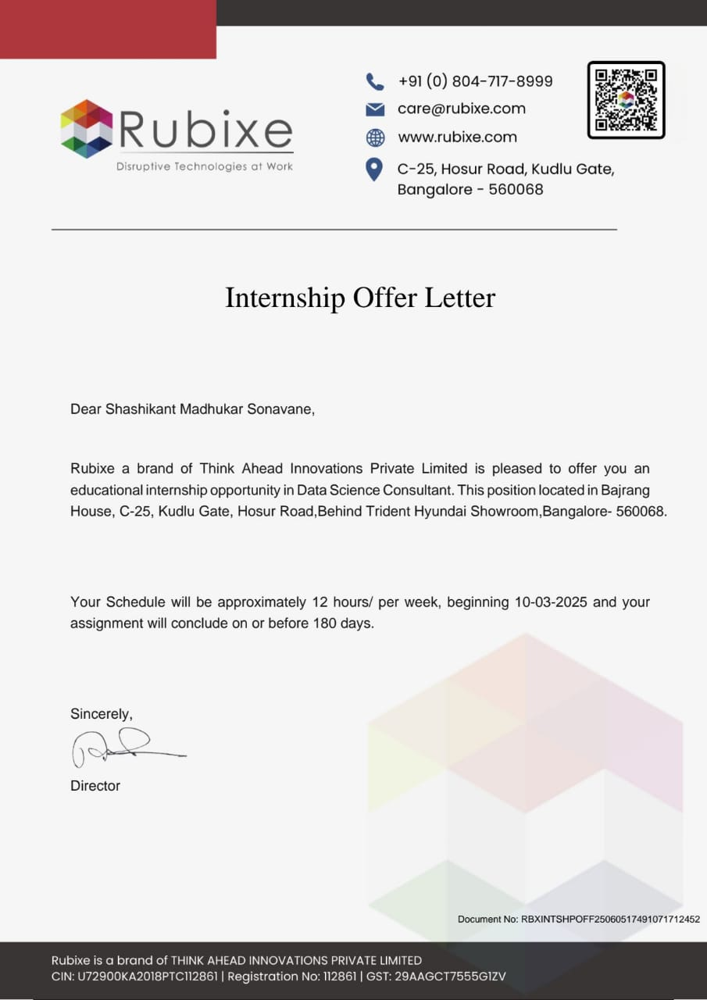 Rubixe
Disruptive Technologies at Work
+91 (0) 804-717-8999
care@rubixe.com
www.rubixe.com
C-25, Hosur Road, Kudlu Gate,
Bangalore - 560068
Internship Offer Letter
Dear Shashikant Madhukar Sonavane,
Rubixe a brand of Think Ahead Innovations Private Limited is pleased to offer you an
educational internship opportunity in Data Science Consultant. This position located in Bajrang
House, C-25, Kudlu Gate, Hosur Road,Behind Trident Hyundai Showroom,Bangalore- 560068.
Your Schedule will be approximately 12 hours/ per week, beginning 10-03-2025 and your
assignment will conclude on or before 180 days.
Sincerely,
Director
Document No: RBXINTSHPOFF25060517491071712452
Rubixe is a brand of THINK AHEAD INNOVATIONS PRIVATE LIMITED
CIN: U72900KA2018PTC112861 | Registration No: 112861 | GST: 29AAGCT7555G1ZV